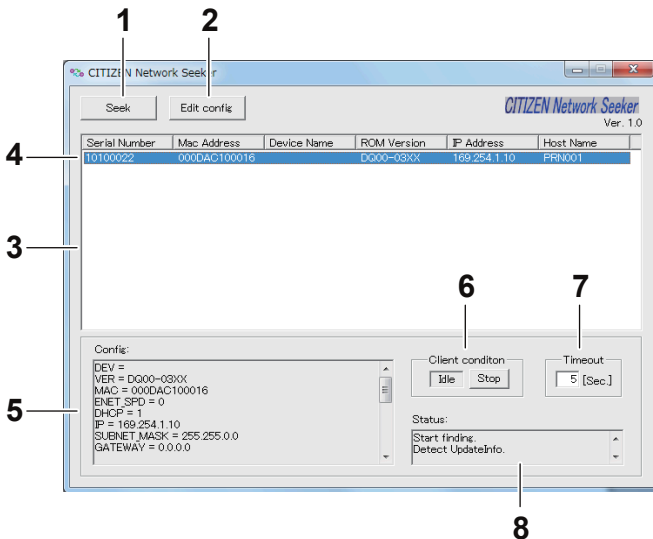 1 2
CITIZEN Network Seeker
Seek Edit config CITIZEN Network Seeker
Ver. 1.0
Serial Number Mac Address Device Name ROM Version IP Address Host Name
4 10100022 000DAC100016 DQ00-03XX 169.254.1.10 PRN001
3
6 7
Config:
DEV =
VER = DQ00-03XX
MAC = 000DAC100016
ENET_SPD = 0
DHCP = 1
IP = 169.254.1.10
SUBNET_MASK = 255.255.0.0
GATEWAY = 0.0.0.0
5
Client conditon
Idle Stop
Timeout
5 [Sec.]
Status:
Start finding.
Detect UpdateInfo.
8